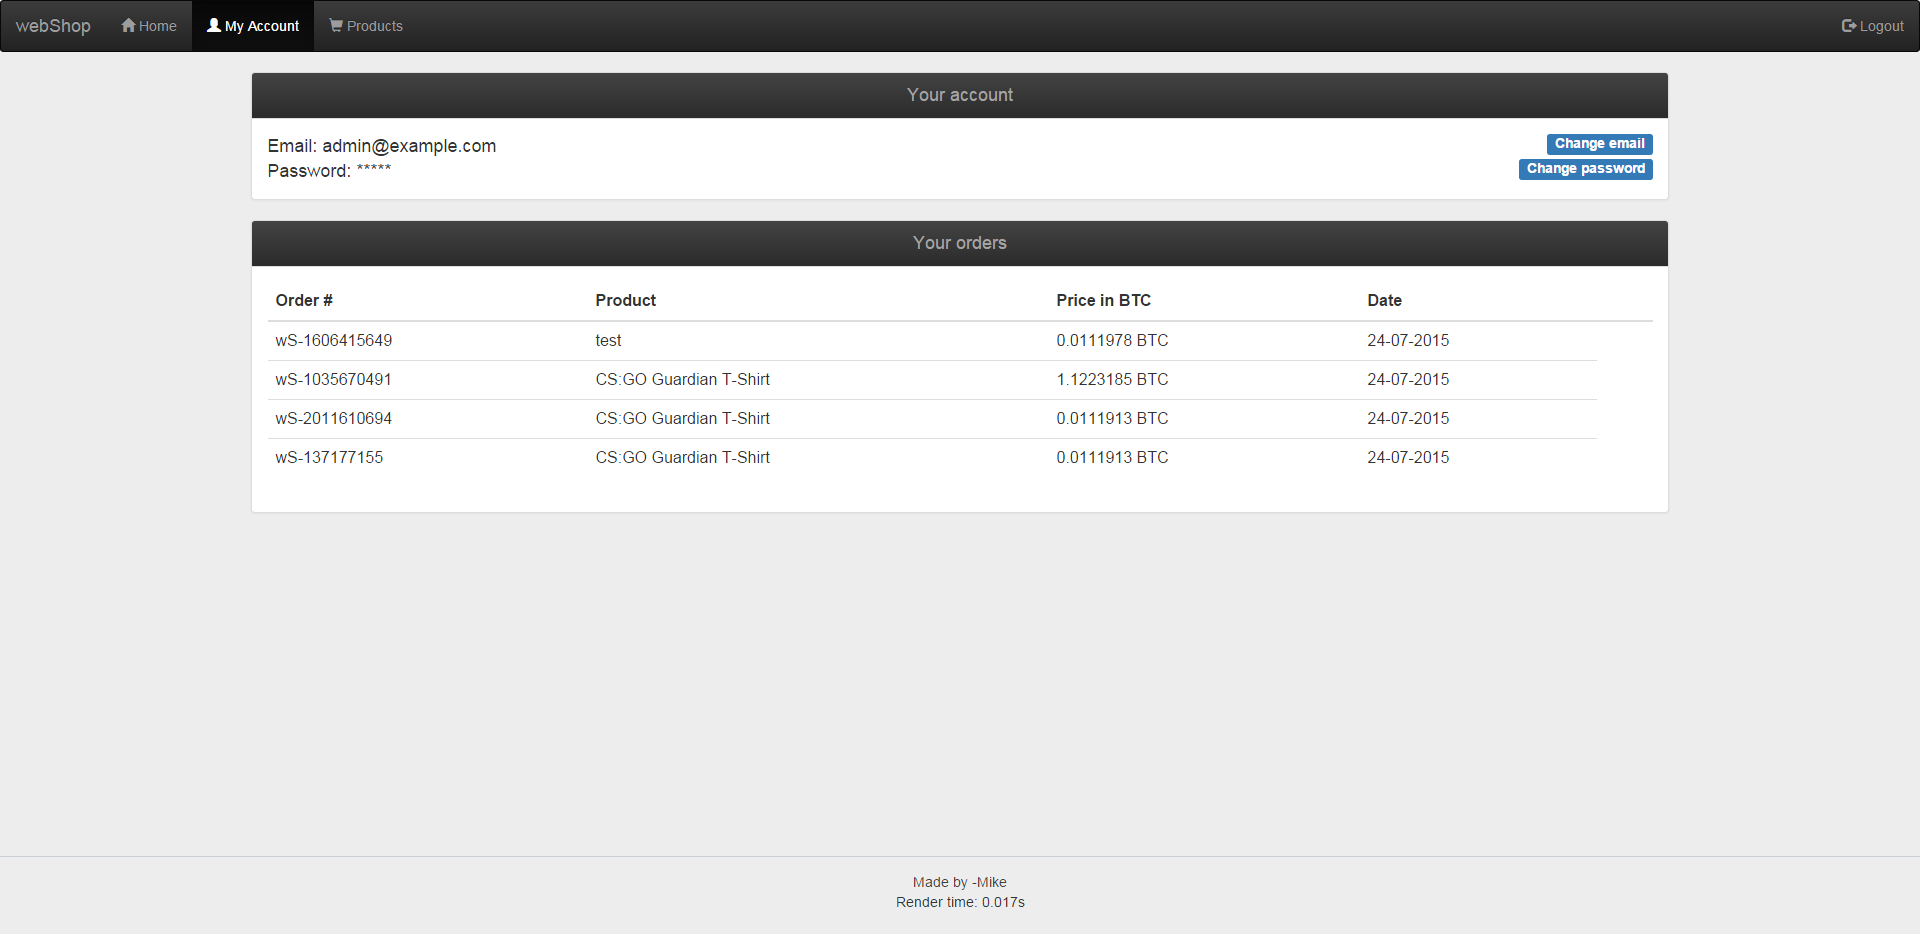 webShop Home My Account Products Logout
Your account
Email: admin@example.com Change email
Password: ***** Change password
Your orders
Order # Product Price in BTC Date
wS-1606415649 test 0.0111978 BTC 24-07-2015
wS-1035670491 CS:GO Guardian T-Shirt 1.1223185 BTC 24-07-2015
wS-2011610694 CS:GO Guardian T-Shirt 0.0111913 BTC 24-07-2015
wS-137177155 CS:GO Guardian T-Shirt 0.0111913 BTC 24-07-2015
Made by -Mike
Render time: 0.017s